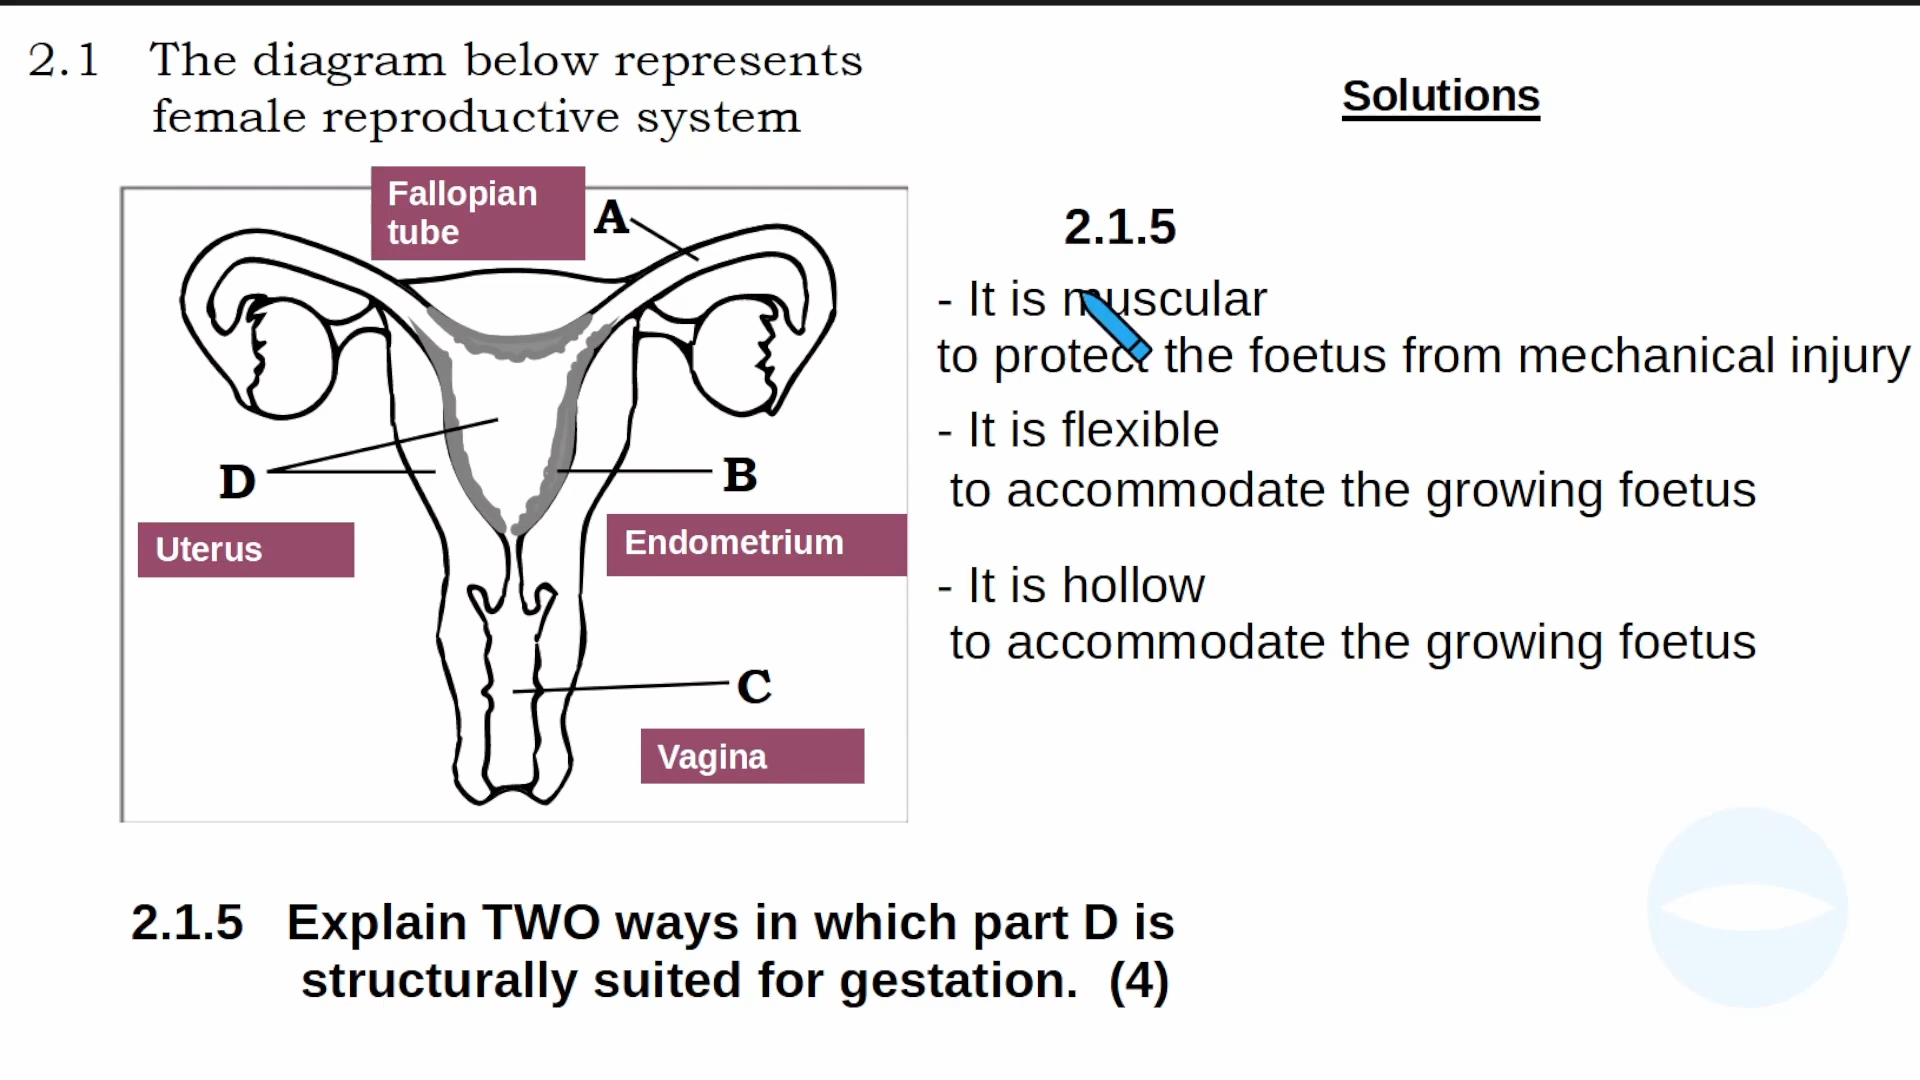 2.1 The diagram below represents
female reproductive system
Solutions
Fallopian
tube
A
D
B
Uterus
Endometrium
C
Vagina
2.1.5
- It is muscular
to protect the foetus from mechanical injury
- It is flexible
to accommodate the growing foetus
- It is hollow
to accommodate the growing foetus
2.1.5 Explain TWO ways in which part D is
structurally suited for gestation. (4)